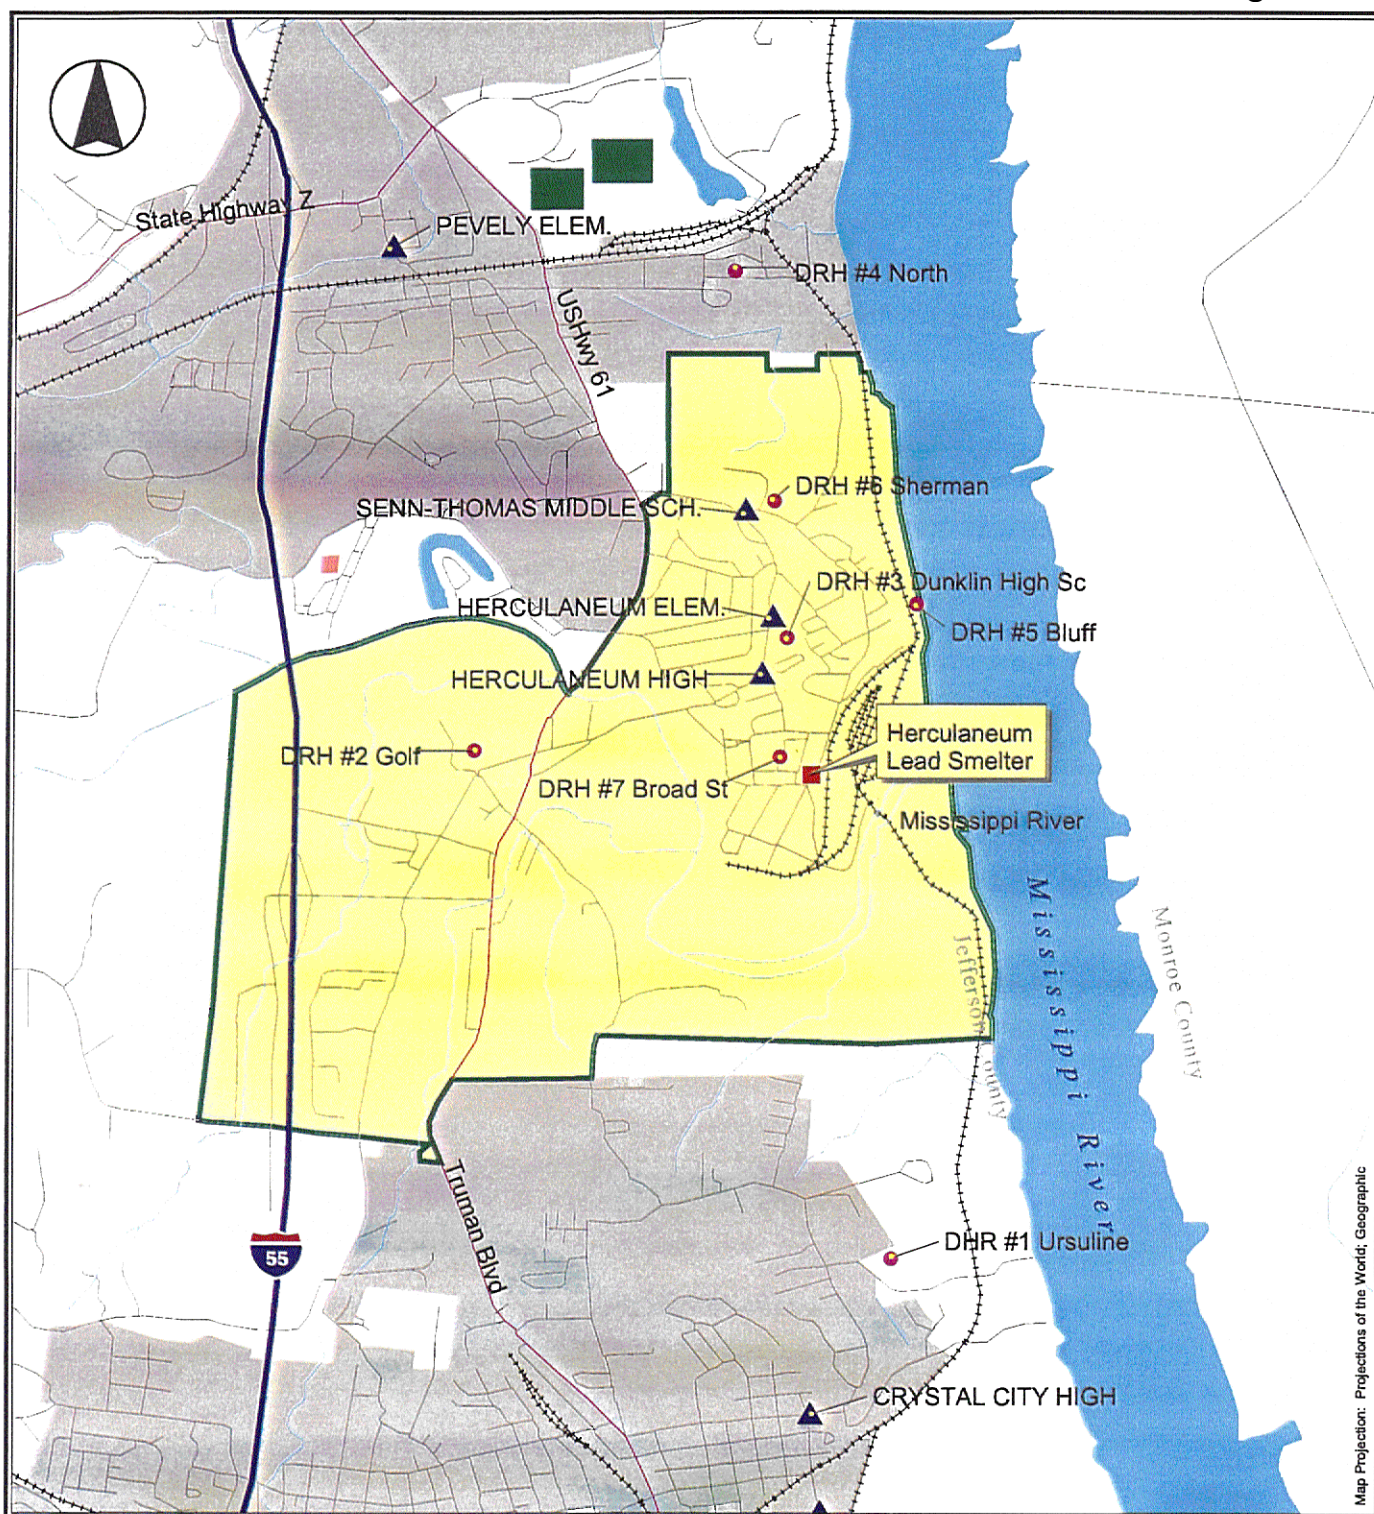 State Highway Z
PEVELY ELEM.
DRH #4 North
USHwy 61
DRH #6 Sherman
SENN-THOMAS MIDDLE SCH.
DRH #3 Dunklin High Sc
HERCULANEUM ELEM.
DRH #5 Bluff
HERCULANEUM HIGH
Herculaneum
Lead Smelter
DRH #2 Golf
DRH #7 Broad St
Mississippi River
Mississippi River
Monroe County
Jefferson County
Truman Blvd
55
DHR #1 Ursuline
CRYSTAL CITY HIGH
Map Projection: Projections of the World; Geographic